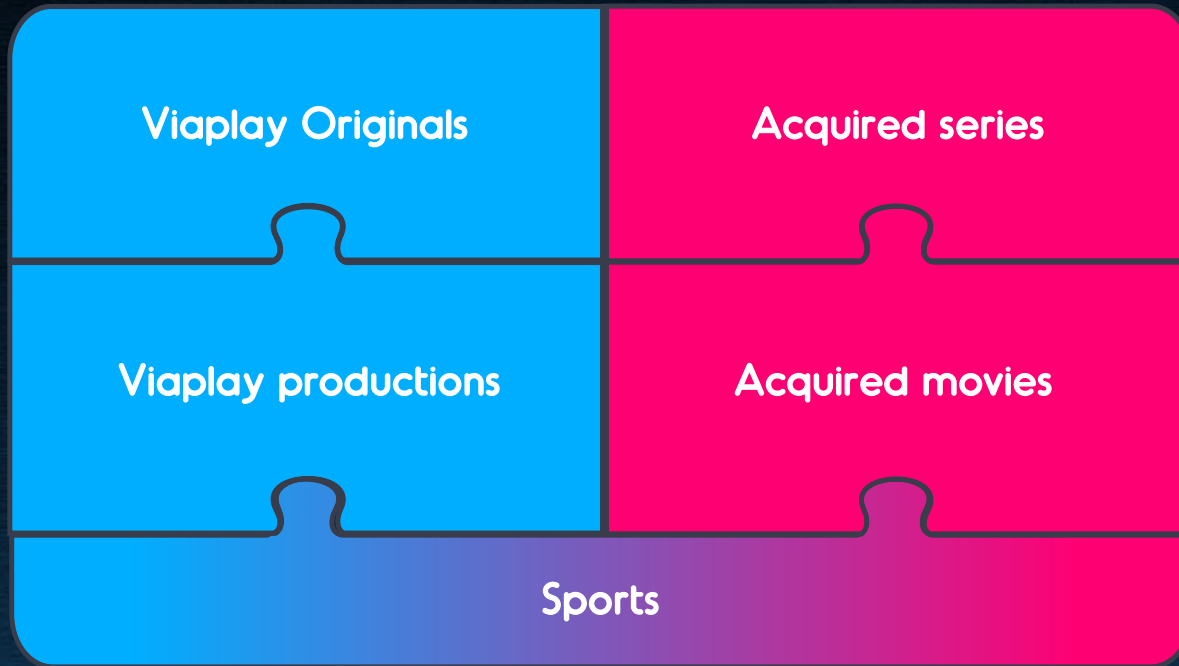 Viaplay Originals
Acquired series
Viaplay productions
Acquired movies
Sports